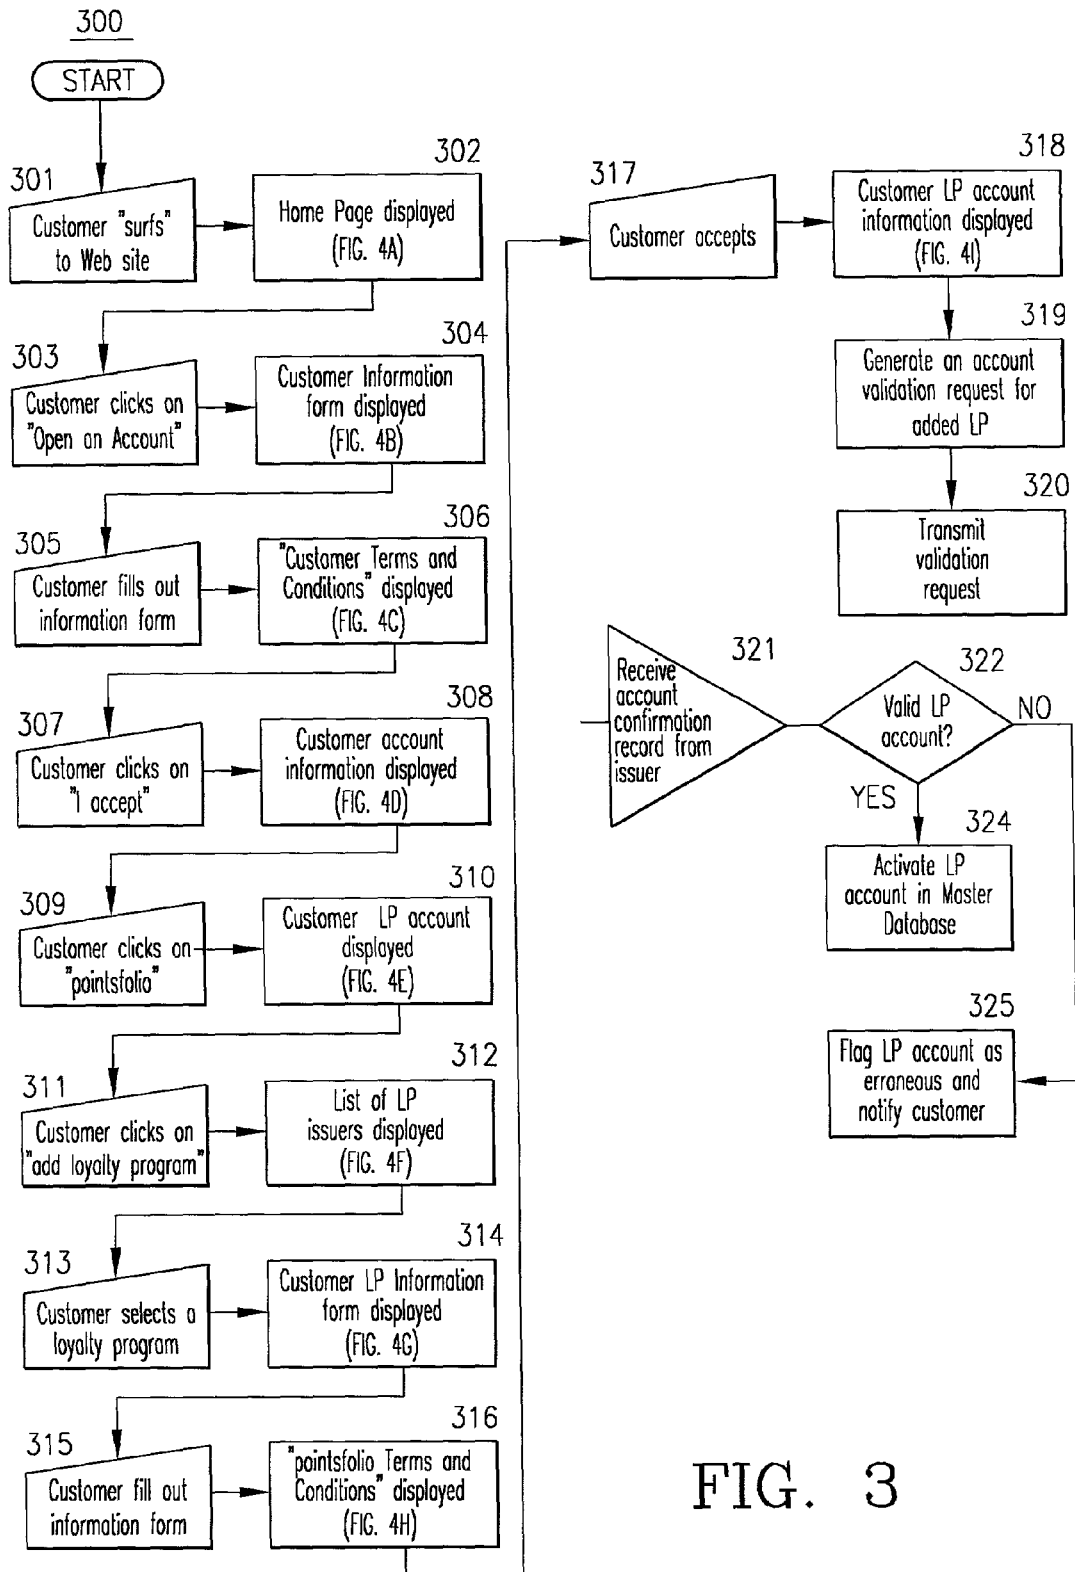 300
START
301
Customer "surfs"
to Web site
302
Home Page displayed
(FIG. 4A)
303
Customer clicks on
"Open an Account"
304
Customer Information
form displayed
(FIG. 4B)
305
Customer fills out
information form
306
"Customer Terms and
Conditions" displayed
(FIG. 4C)
307
Customer clicks on
"I accept"
308
Customer account
information displayed
(FIG. 4D)
309
Customer clicks on
"pointsfolio"
310
Customer LP account
displayed
(FIG. 4E)
311
Customer clicks on
"add loyalty program"
312
List of LP
issuers displayed
(FIG. 4F)
313
Customer selects a
loyalty program
314
Customer LP Information
form displayed
(FIG. 4G)
315
Customer fill out
information form
316
"pointsfolio Terms and
Conditions" displayed
(FIG. 4H)
317
Customer accepts
318
Customer LP account
information displayed
(FIG. 4I)
319
Generate an account
validation request for
added LP
320
Transmit
validation
request
321
Receive
account
confirmation
record from
issuer
322
Valid LP
account?
NO
YES
324
Activate LP
account in Master
Database
325
Flag LP account as
erraneous and
notify customer
FIG. 3